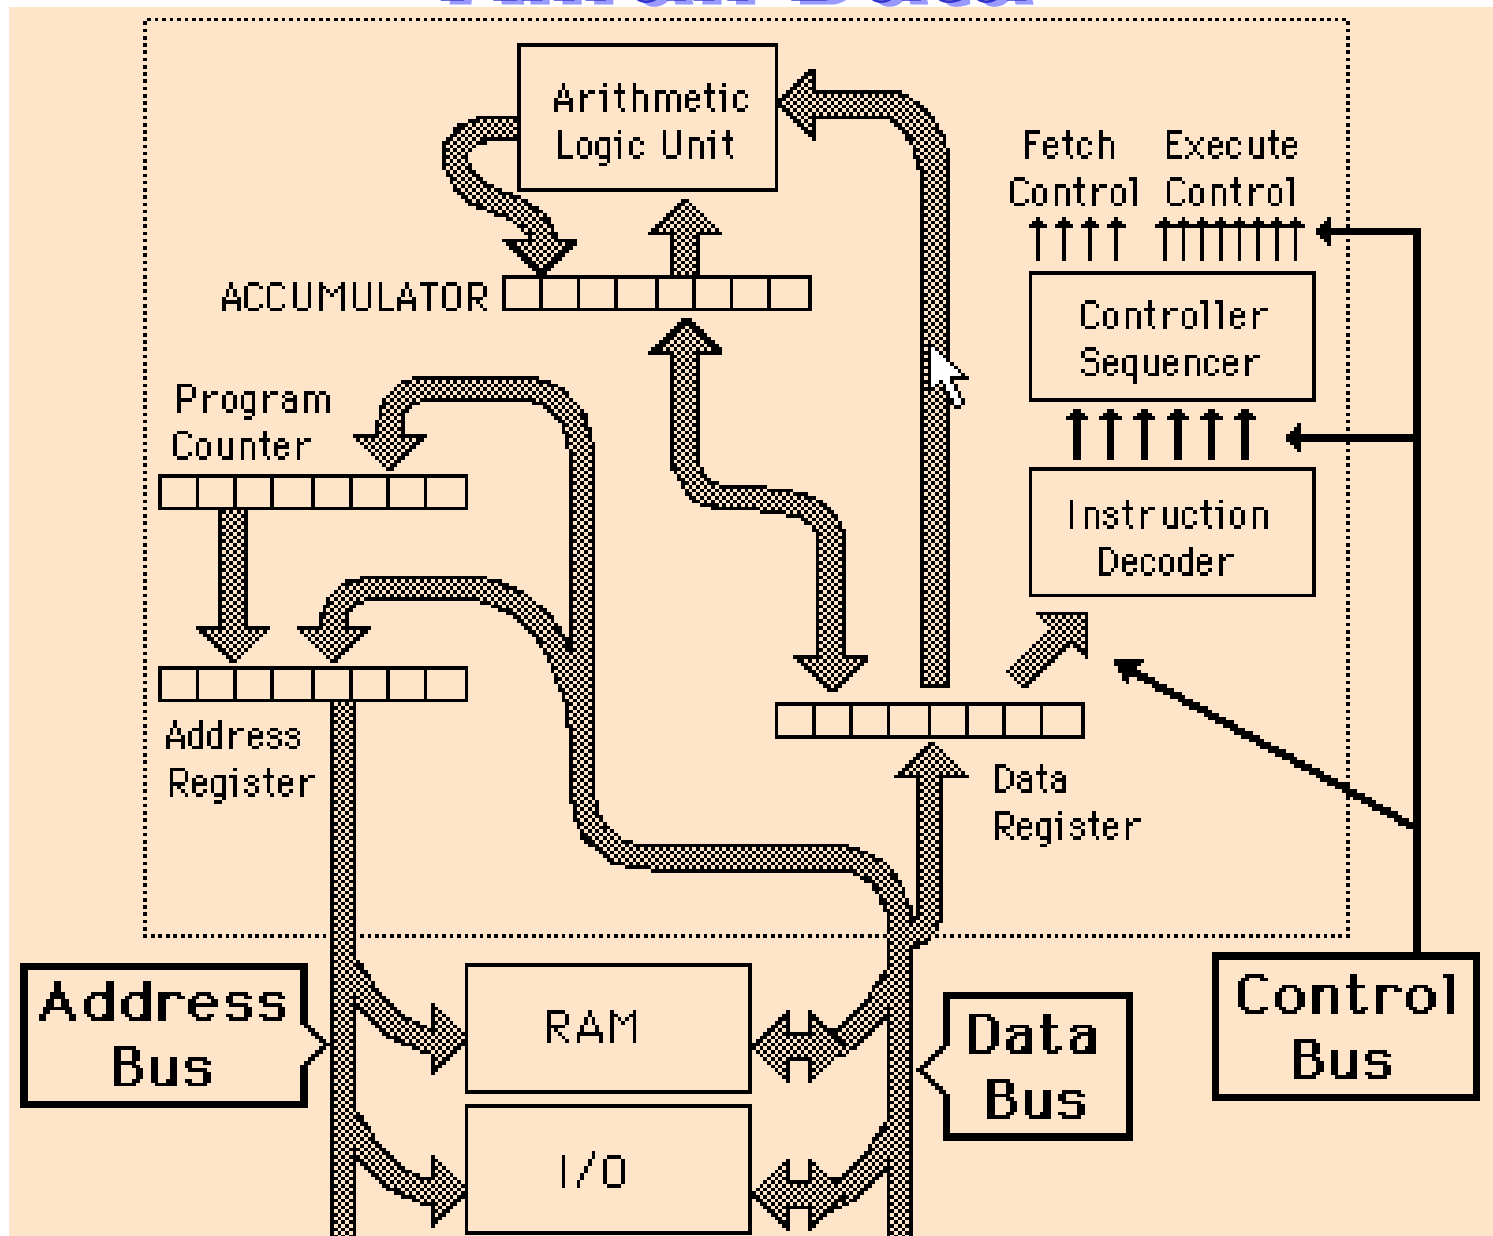 Arithmetic
Logic Unit
Fetch Execute
Control Control
ACCUMULATOR
Controller
Sequencer
Program
Counter
Instruction
Decoder
Address
Register
Data
Register
Address
Bus
RAM
Data
Bus
Control
Bus
I/O